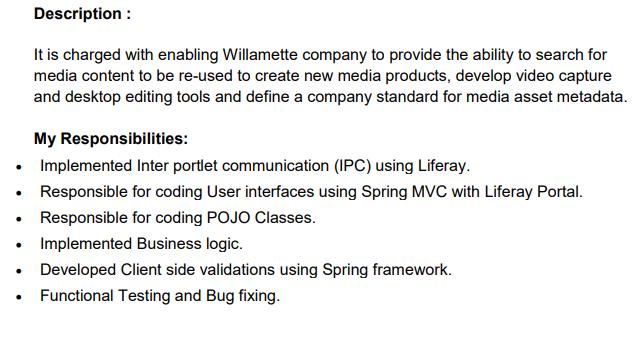 Description :
It is charged with enabling Willamette company to provide the ability to search for
media content to be re-used to create new media products, develop video capture
and desktop editing tools and define a company standard for media asset metadata.
My Responsibilities:
• Implemented Inter portlet communication (IPC) using Liferay.
• Responsible for coding User interfaces using Spring MVC with Liferay Portal.
• Responsible for coding POJO Classes.
• Implemented Business logic.
• Developed Client side validations using Spring framework.
• Functional Testing and Bug fixing.